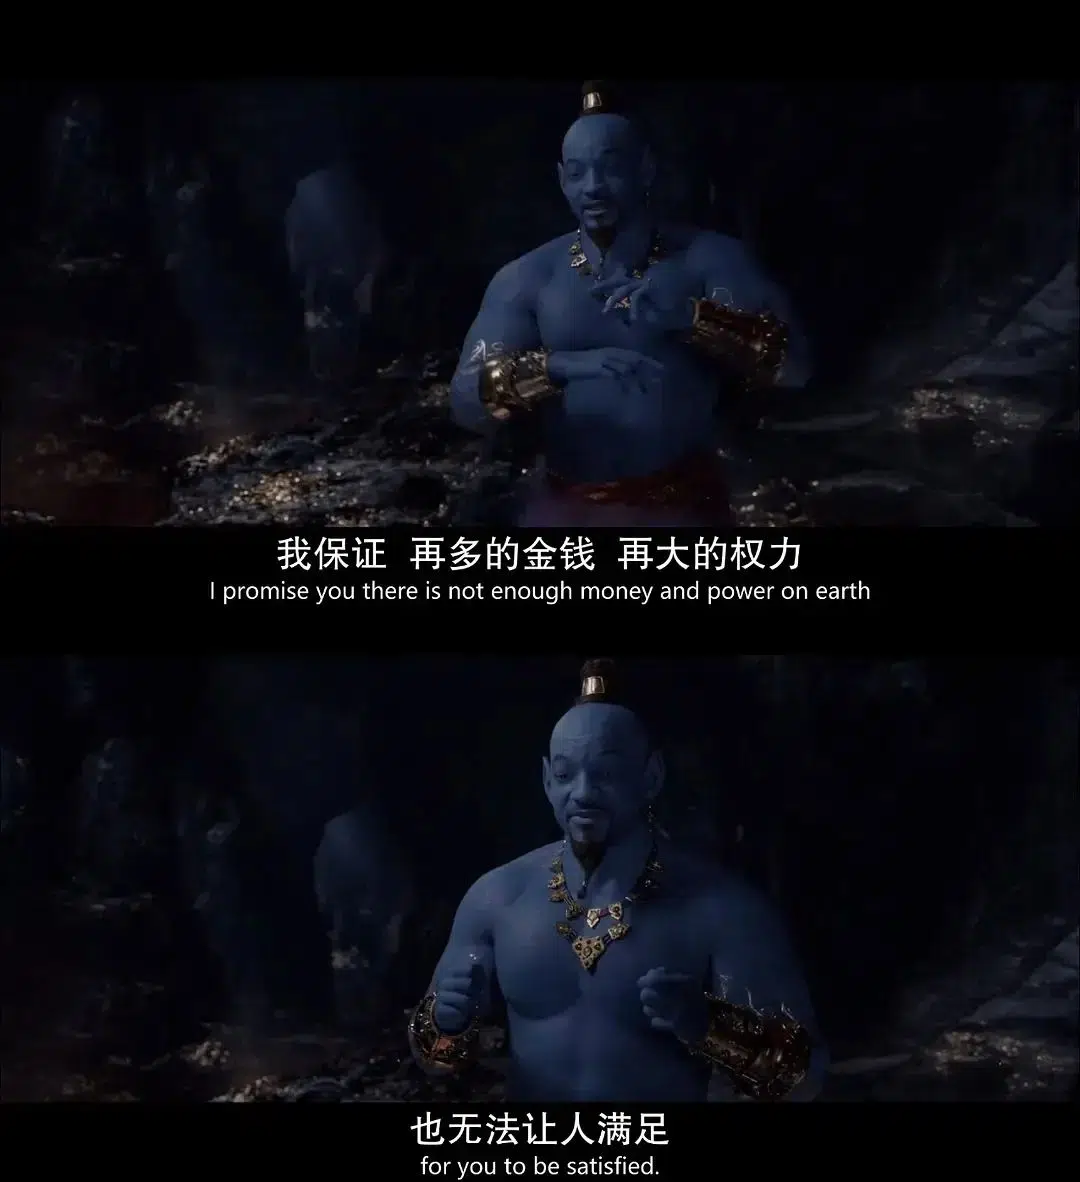 我保证 再多的金钱 再大的权力
I promise you there is not enough money and power on earth
也无法让人满足
for you to be satisfied.